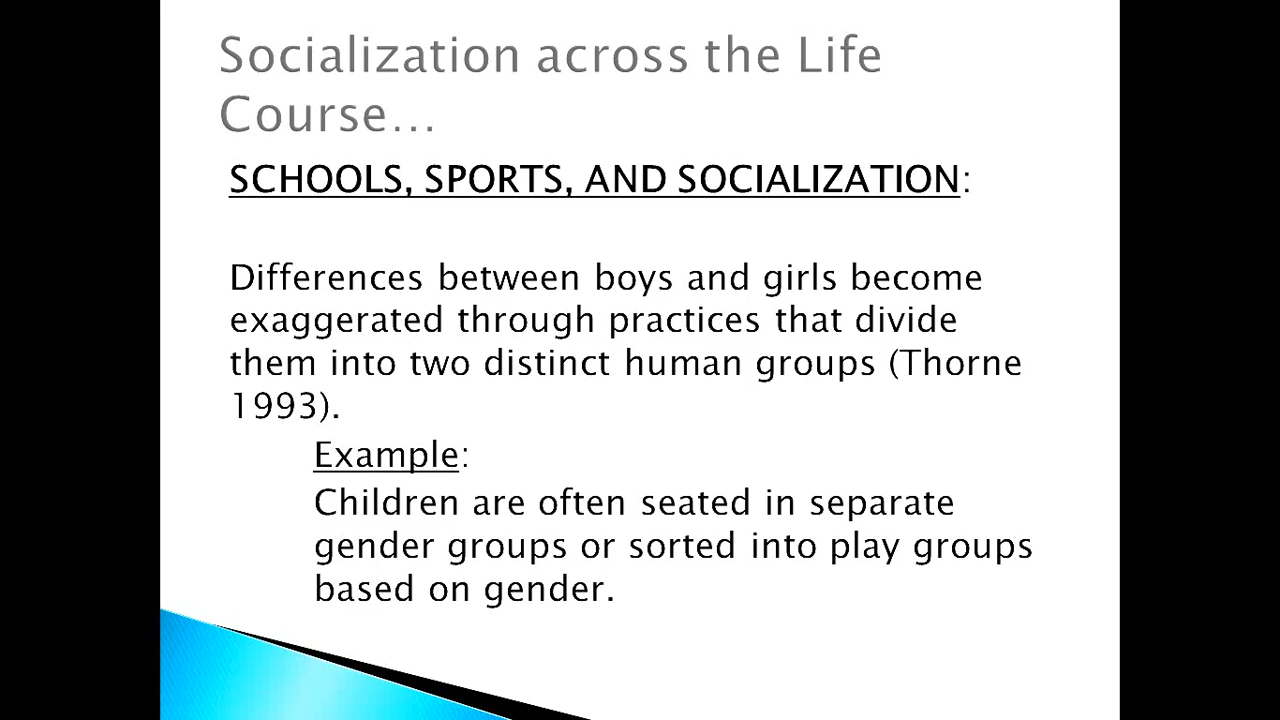 Socialization across the Life
Course…
SCHOOLS, SPORTS, AND SOCIALIZATION:
Differences between boys and girls become
exaggerated through practices that divide
them into two distinct human groups (Thorne
1993).
Example:
Children are often seated in separate
gender groups or sorted into play groups
based on gender.